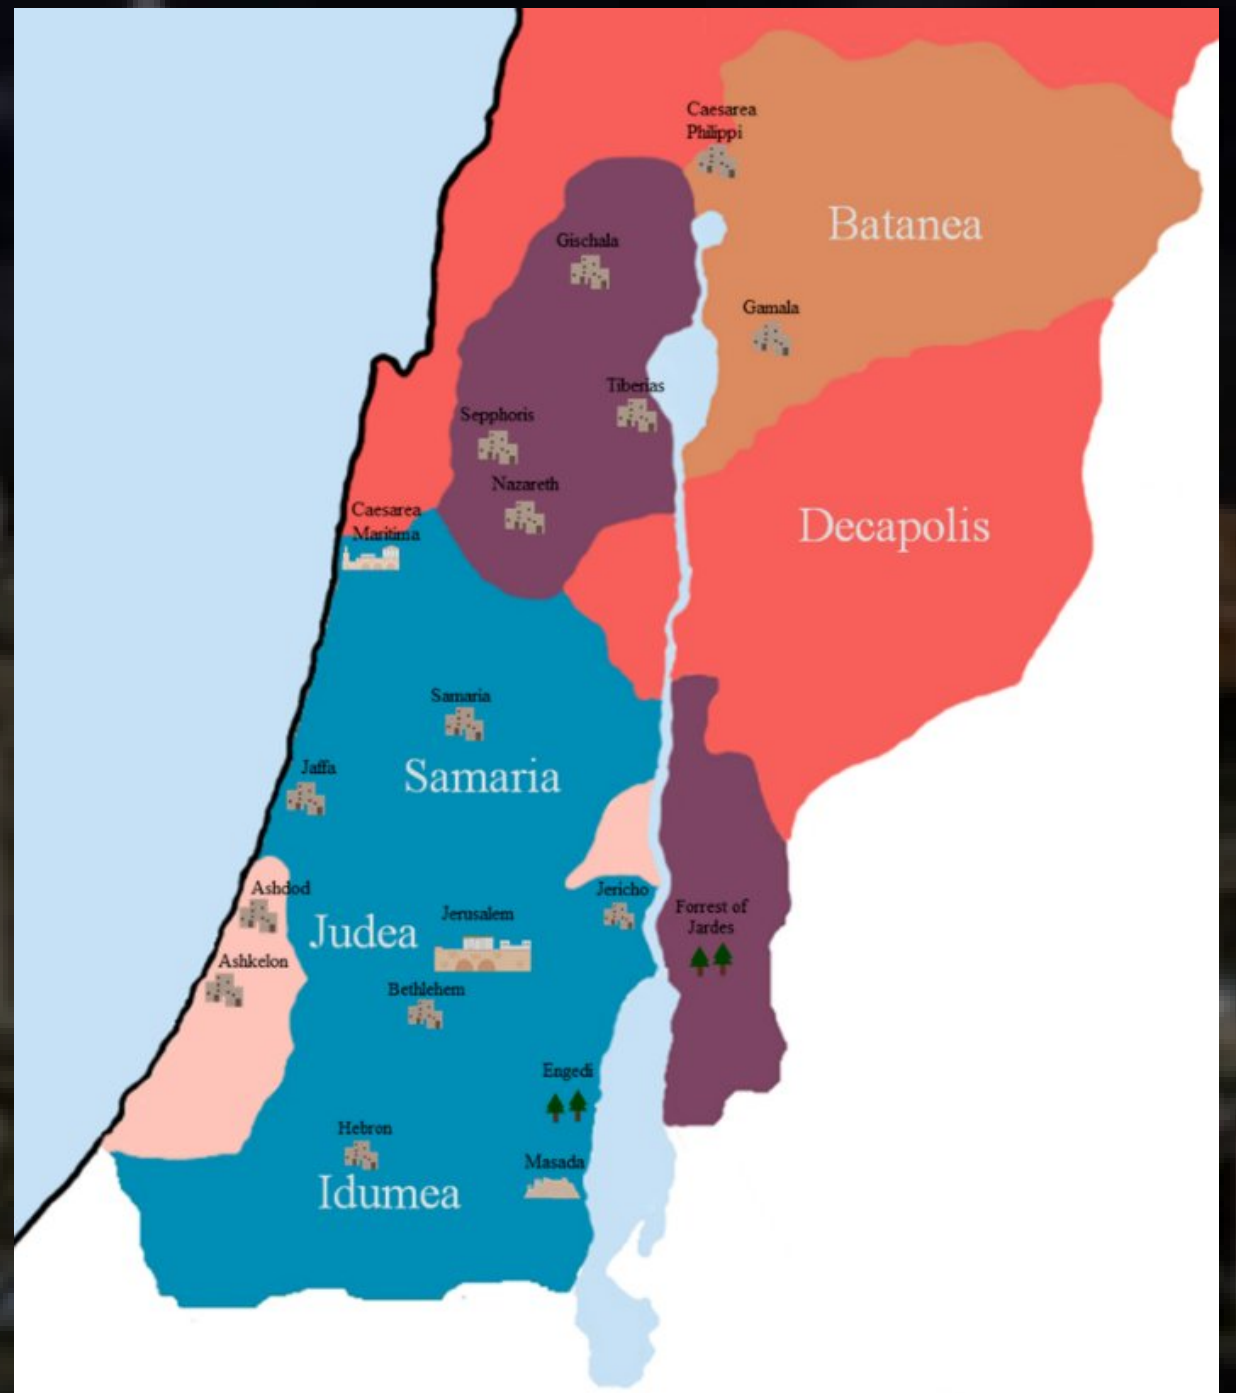 Caesarea
Philippi
Batanea
Gischala
Gamala
Tiberias
Sepphoris
Nazareth
Caesarea
Maritima
Decapolis
Samaria
Jaffa
Samaria
Ashdod
Jericho
Jerusalem
Forrest of
Jardes
Judea
Ashkelon
Bethlehem
Engedi
Hebron
Masada
Idumea